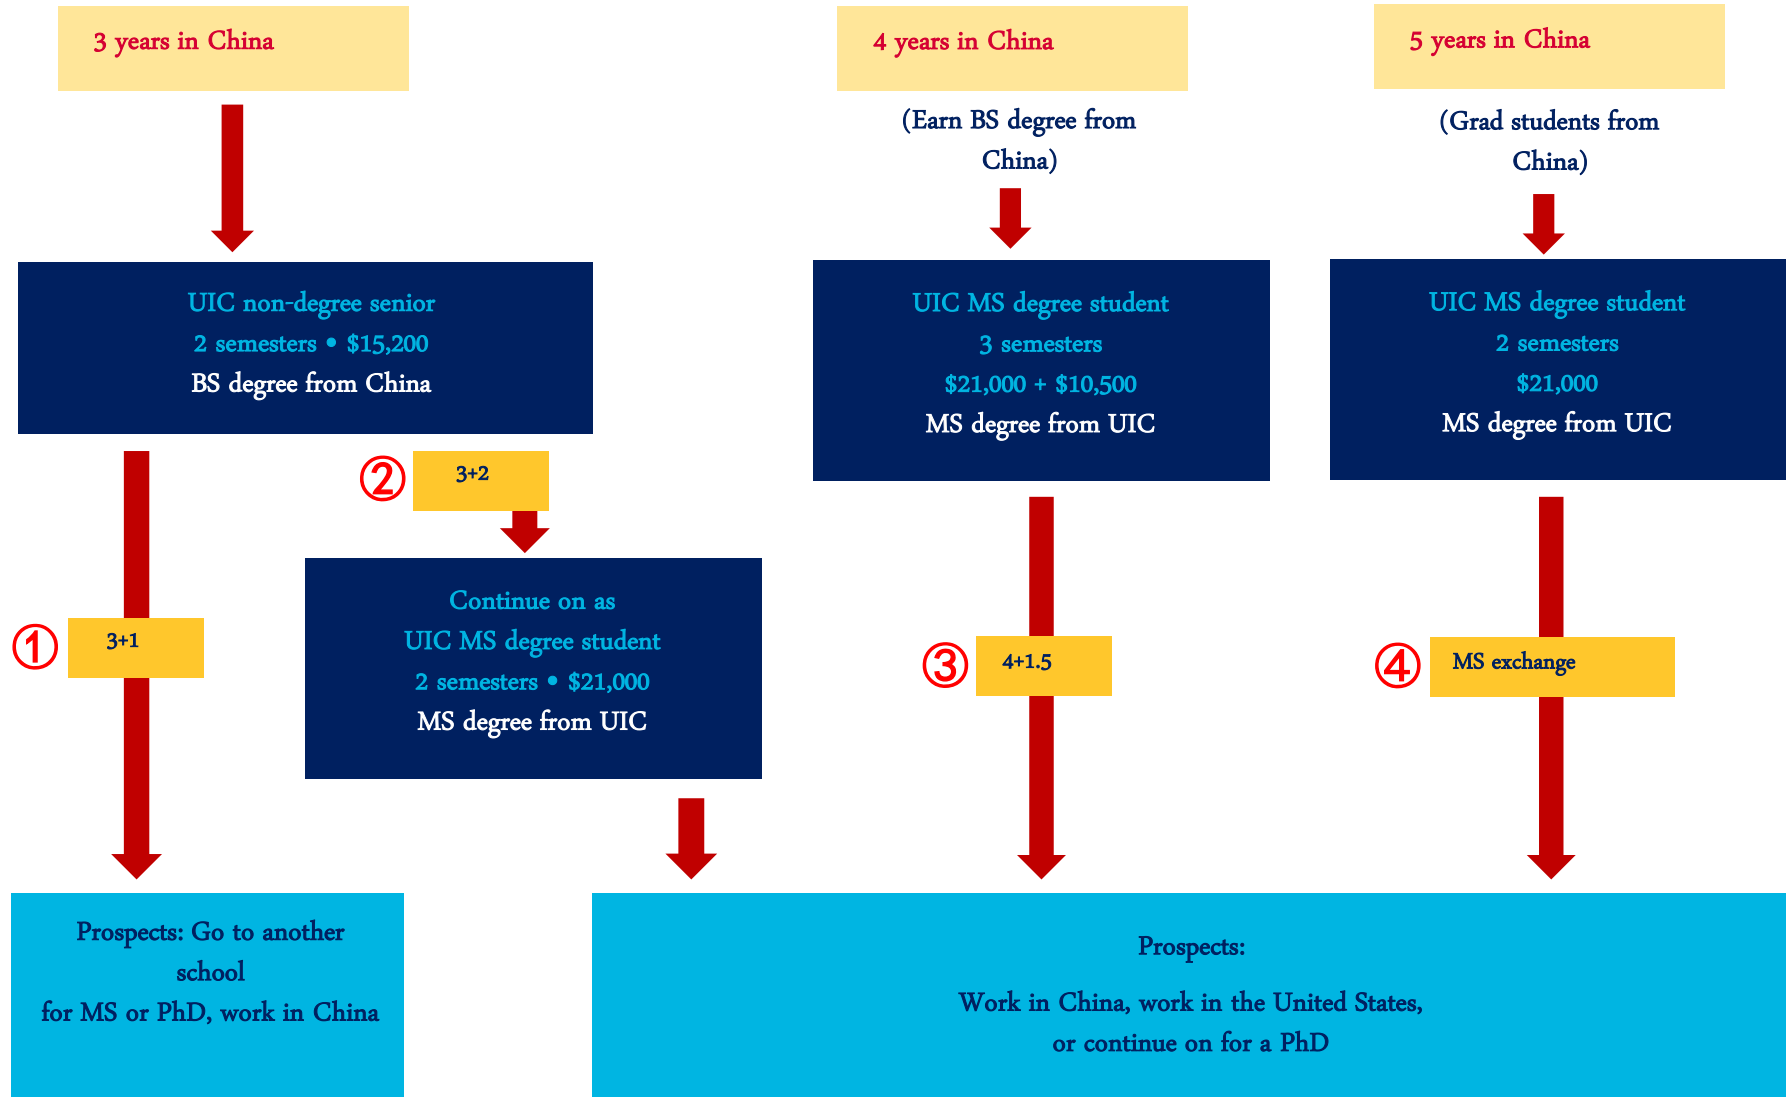 3 years in China
4 years in China
5 years in China
(Earn BS degree from
China)
(Grad students from
China)
UIC non-degree senior
2 semesters • $15,200
BS degree from China
UIC MS degree student
3 semesters
$21,000 + $10,500
MS degree from UIC
UIC MS degree student
2 semesters
$21,000
MS degree from UIC
② 3+2
Continue on as
UIC MS degree student
2 semesters • $21,000
MS degree from UIC
① 3+1
③ 4+1.5
④ MS exchange
Prospects: Go to another
school
for MS or PhD, work in China
Prospects:
Work in China, work in the United States,
or continue on for a PhD